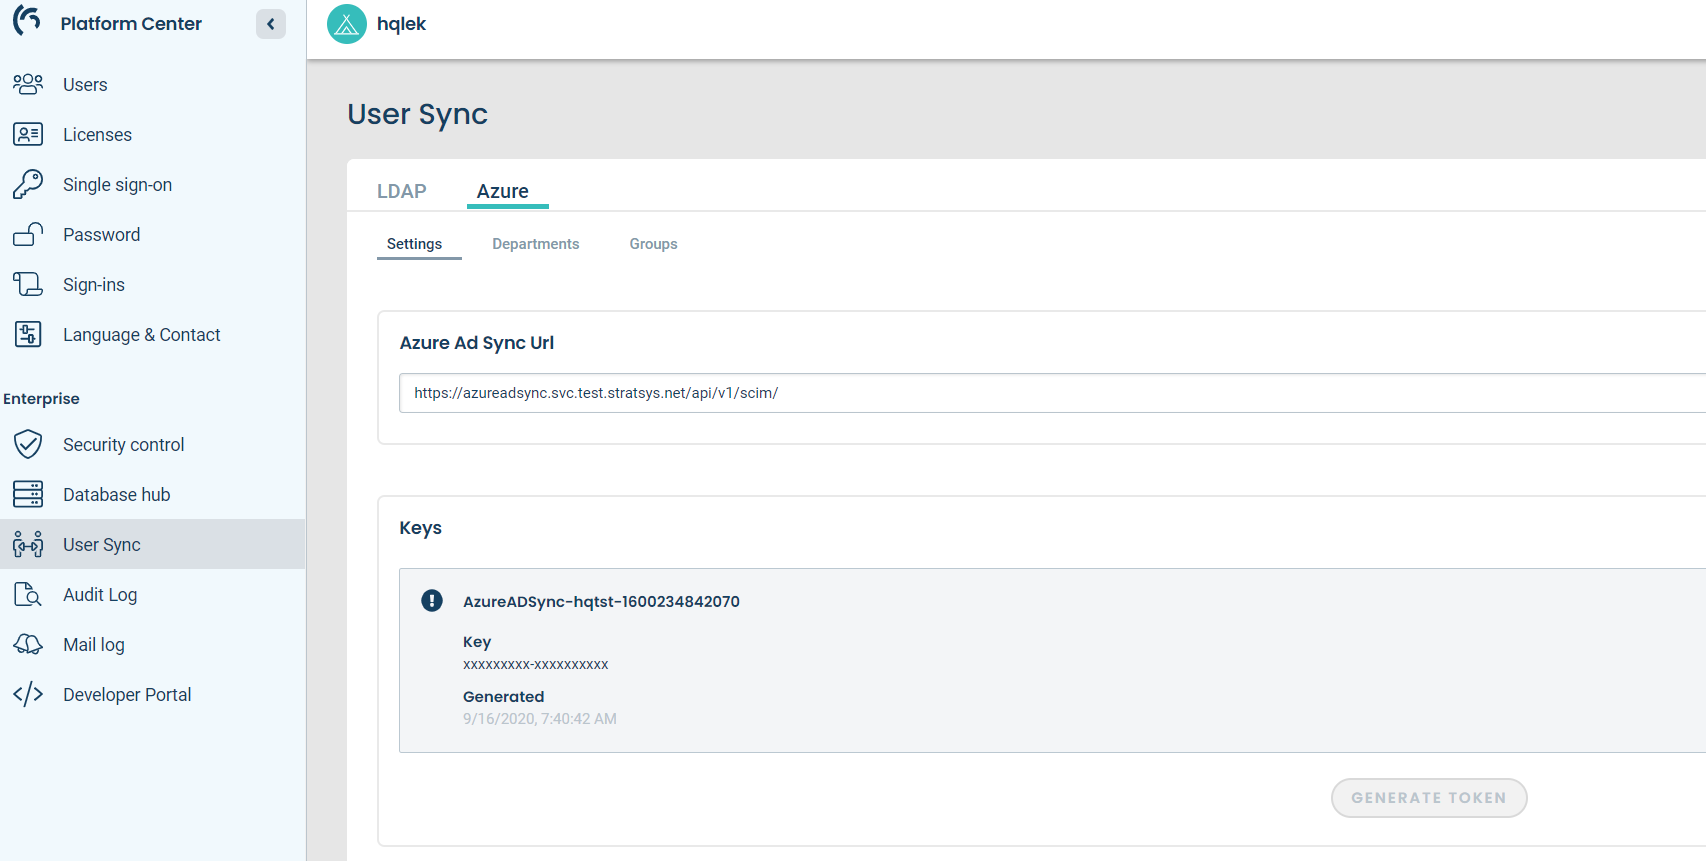 Platform Center
hqlek
Users
Licenses
Single sign-on
Password
Sign-ins
Language & Contact
Enterprise
Security control
Database hub
User Sync
Audit Log
Mail log
Developer Portal
User Sync
LDAP Azure
Settings Departments Groups
Azure Ad Sync Url
https://azureadsync.svc.test.stratsys.net/api/v1/scim/
Keys
AzureADSync-hqtst-1600234842070
Key
xxxxxxxxx-xxxxxxxxxx
Generated
9/16/2020, 7:40:42 AM
GENERATE TOKEN